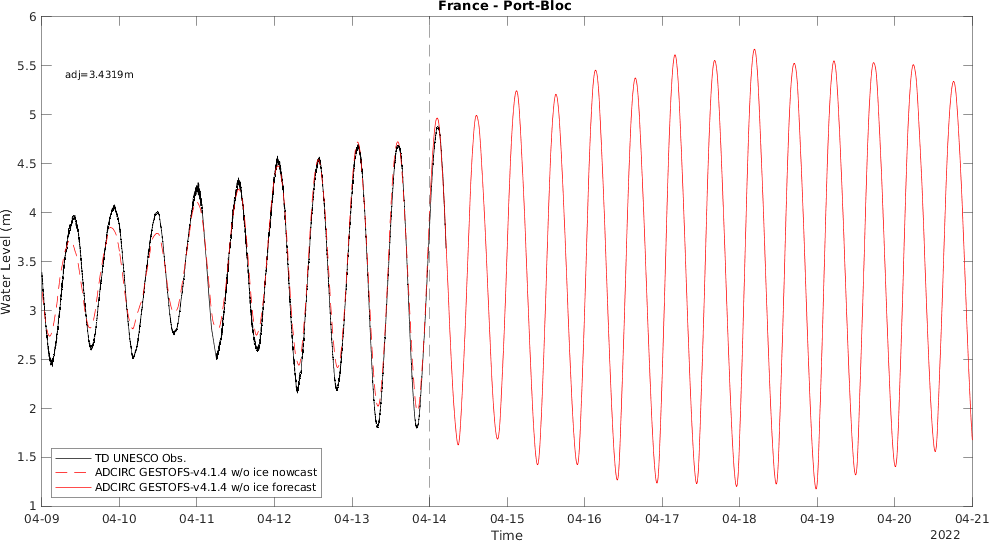 France - Port-Bloc
6
5.5
5
4.5
4
3.5
3
2.5
2
1.5
1
Water Level (m)
adj=3.4319m
TD UNESCO Obs.
ADCIRC GESTOFS-v4.1.4 w/o ice nowcast
ADCIRC GESTOFS-v4.1.4 w/o ice forecast
04-09 04-10 04-11 04-12 04-13 04-14 04-15 04-16 04-17 04-18 04-19 04-20 04-21
Time
2022